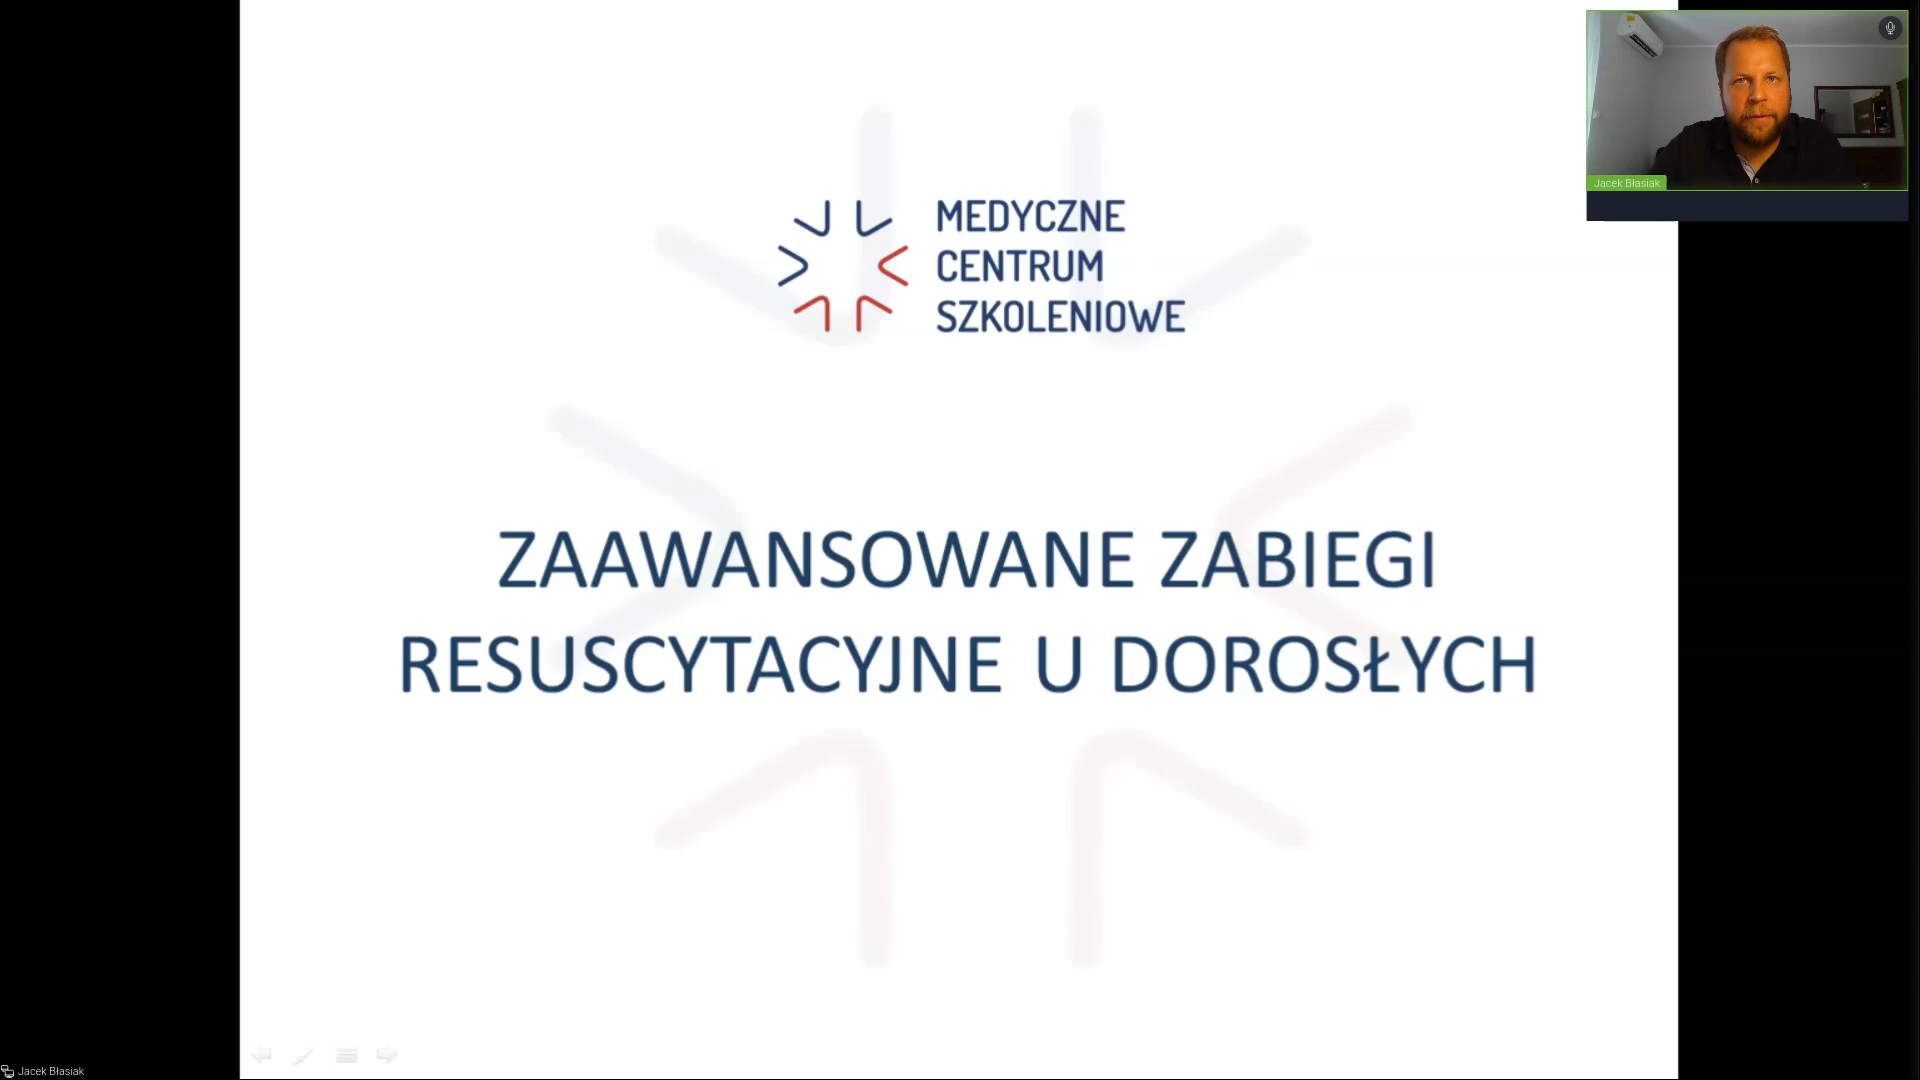 Jacek Błasiak
MEDYCZNE
CENTRUM
SZKOLENIOWE
ZAAWANSOWANE ZABIEGI
RESUSCYTACYJNE U DOROSŁYCH
Jacek Błasiak